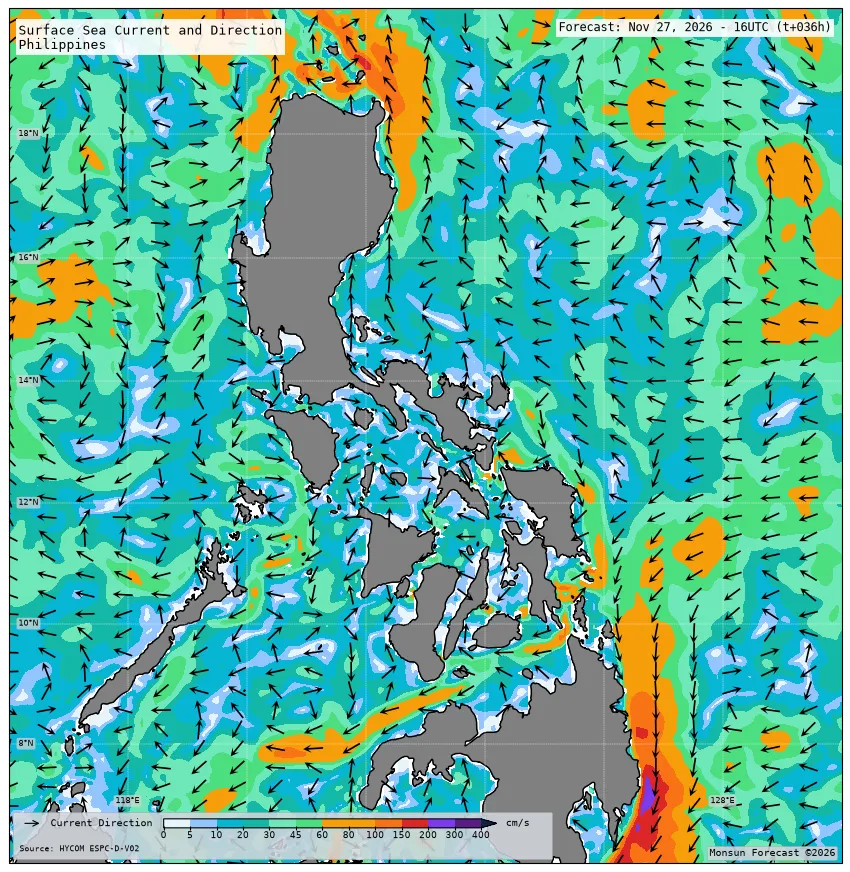 Surface Sea Current and Direction
Philippines
Forecast: Nov 27, 2026 - 16UTC (t+036h)
18°N
16°N
14°N
12°N
10°N
8°N
118°E
128°E
Current Direction
0 5 10 20 30 45 60 80 100 150 200 300 400
cm/s
Source: HYCOM ESPC-D-V02
Monsun Forecast ©2026